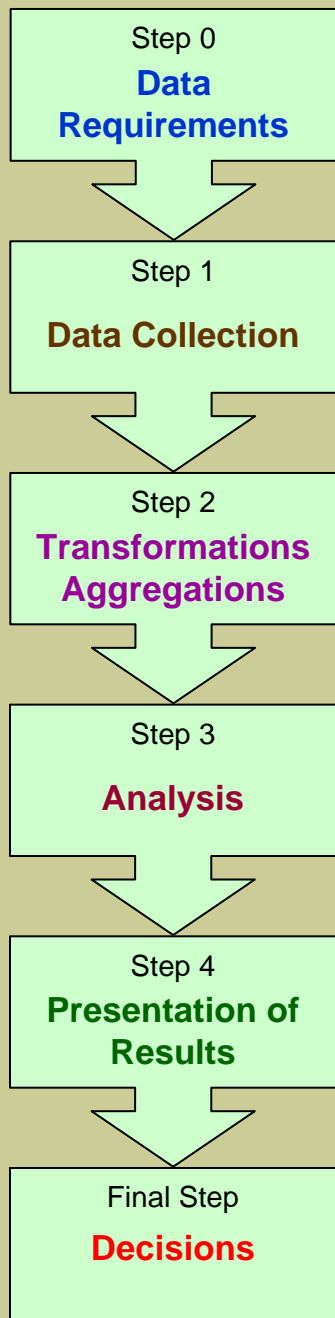 Step 0
Data
Requirements
Step 1
Data Collection
Step 2
Transformations
Aggregations
Step 3
Analysis
Step 4
Presentation of
Results
Final Step
Decisions